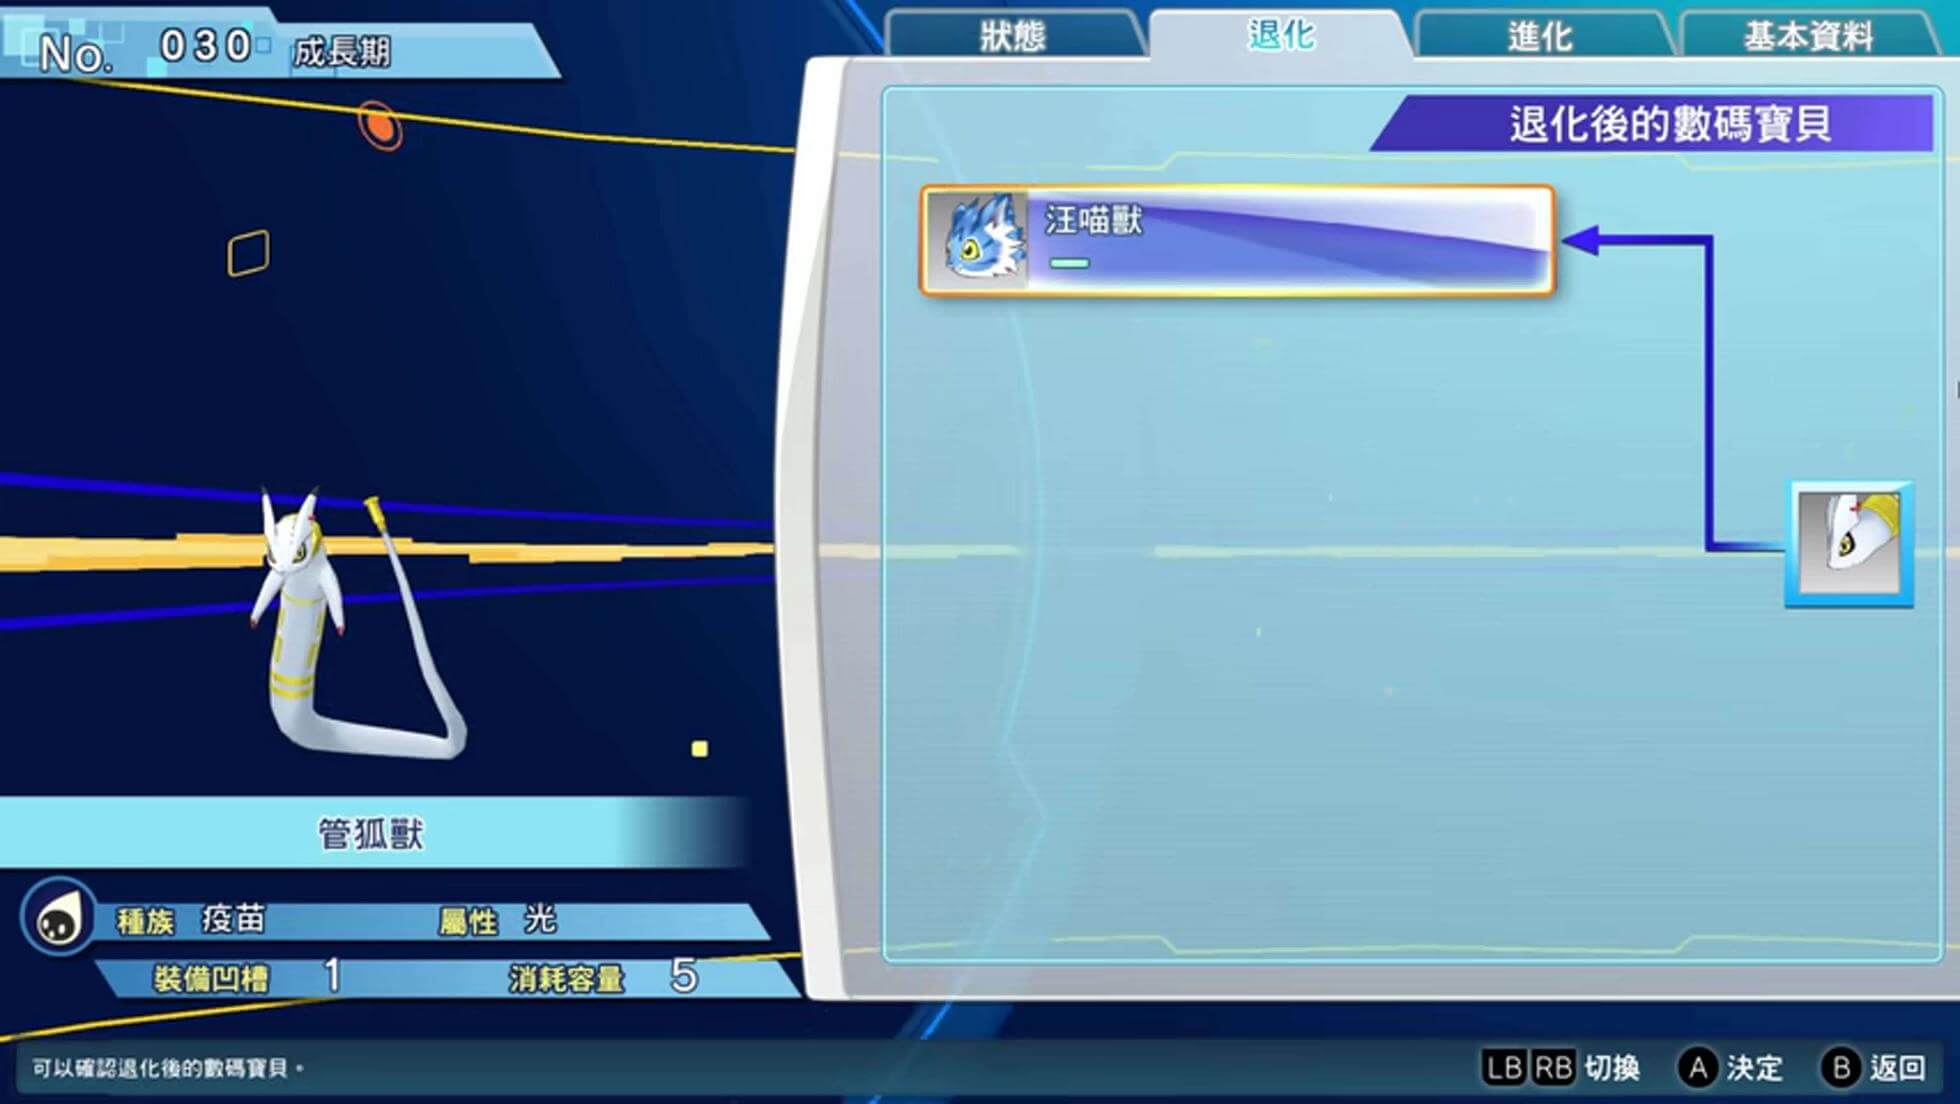 No. 030 成長期
狀態 退化 進化 基本資料
退化後的數碼寶貝
汪喵獸
管狐獸
種族 疫苗 屬性 光
裝備凹槽 1 消耗容量 5
可以確認退化後的數碼寶貝。
LB RB 切換 A 決定 B 返回